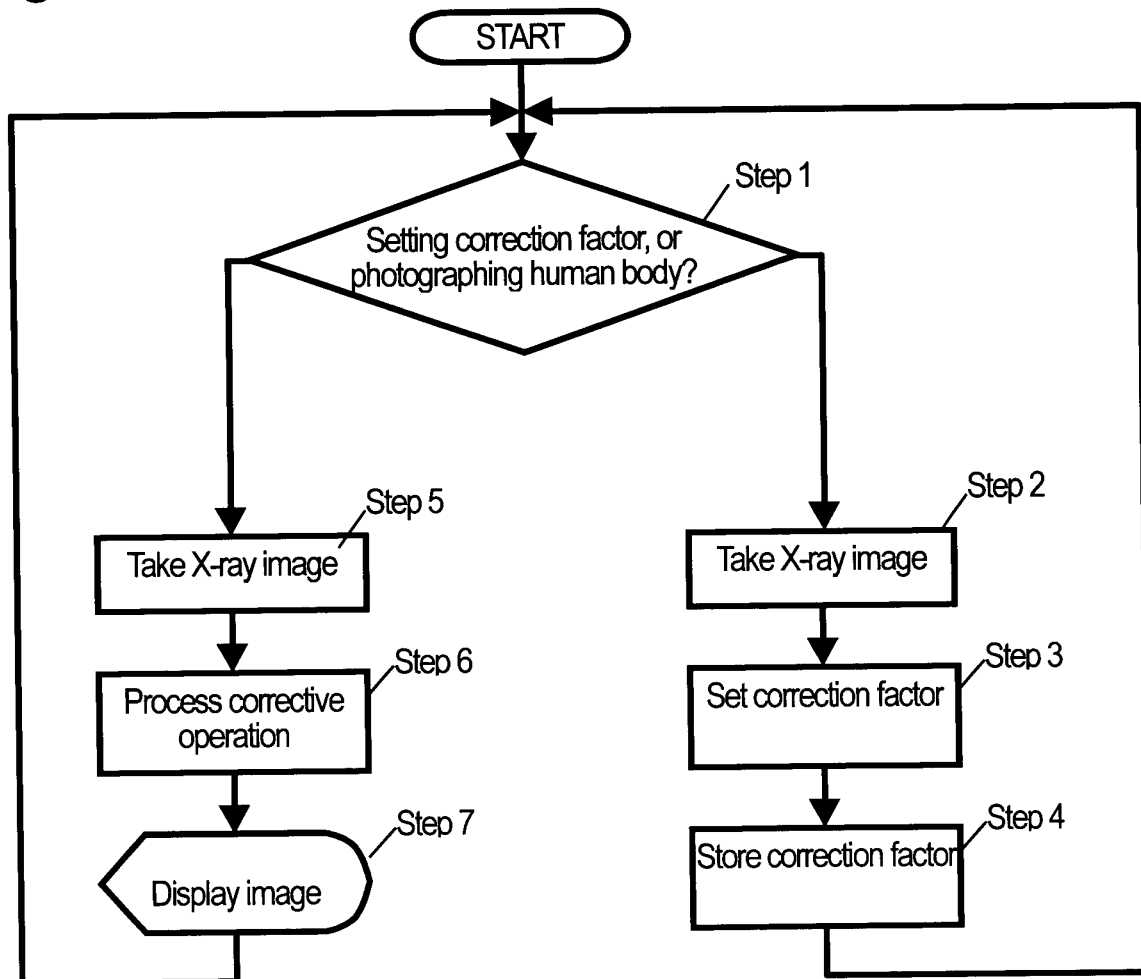 START
Step 1
Setting correction factor, or
photographing human body?
Step 5
Take X-ray image
Step 6
Process corrective
operation
Step 7
Display image
Step 2
Take X-ray image
Step 3
Set correction factor
Step 4
Store correction factor